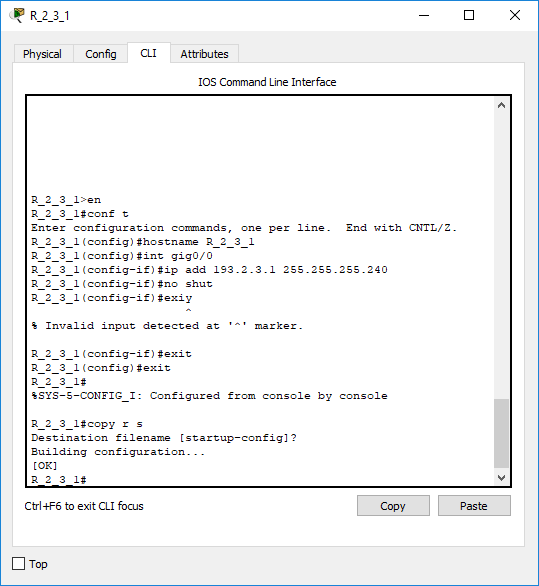 R_2_3_1
Physical Config CLI Attributes
IOS Command Line Interface
R_2_3_1>en
R_2_3_1#conf t
Enter configuration commands, one per line.  End with CNTL/Z.
R_2_3_1(config)#hostname R_2_3_1
R_2_3_1(config)#int gig0/0
R_2_3_1(config-if)#ip add 193.2.3.1 255.255.255.240
R_2_3_1(config-if)#no shut
R_2_3_1(config-if)#exiy
^
% Invalid input detected at '^' marker.
R_2_3_1(config-if)#exit
R_2_3_1(config)#exit
R_2_3_1#
%SYS-5-CONFIG_I: Configured from console by console
R_2_3_1#copy r s
Destination filename [startup-config]?
Building configuration...
[OK]
R_2_3_1#
Ctrl+F6 to exit CLI focus Copy Paste
Top